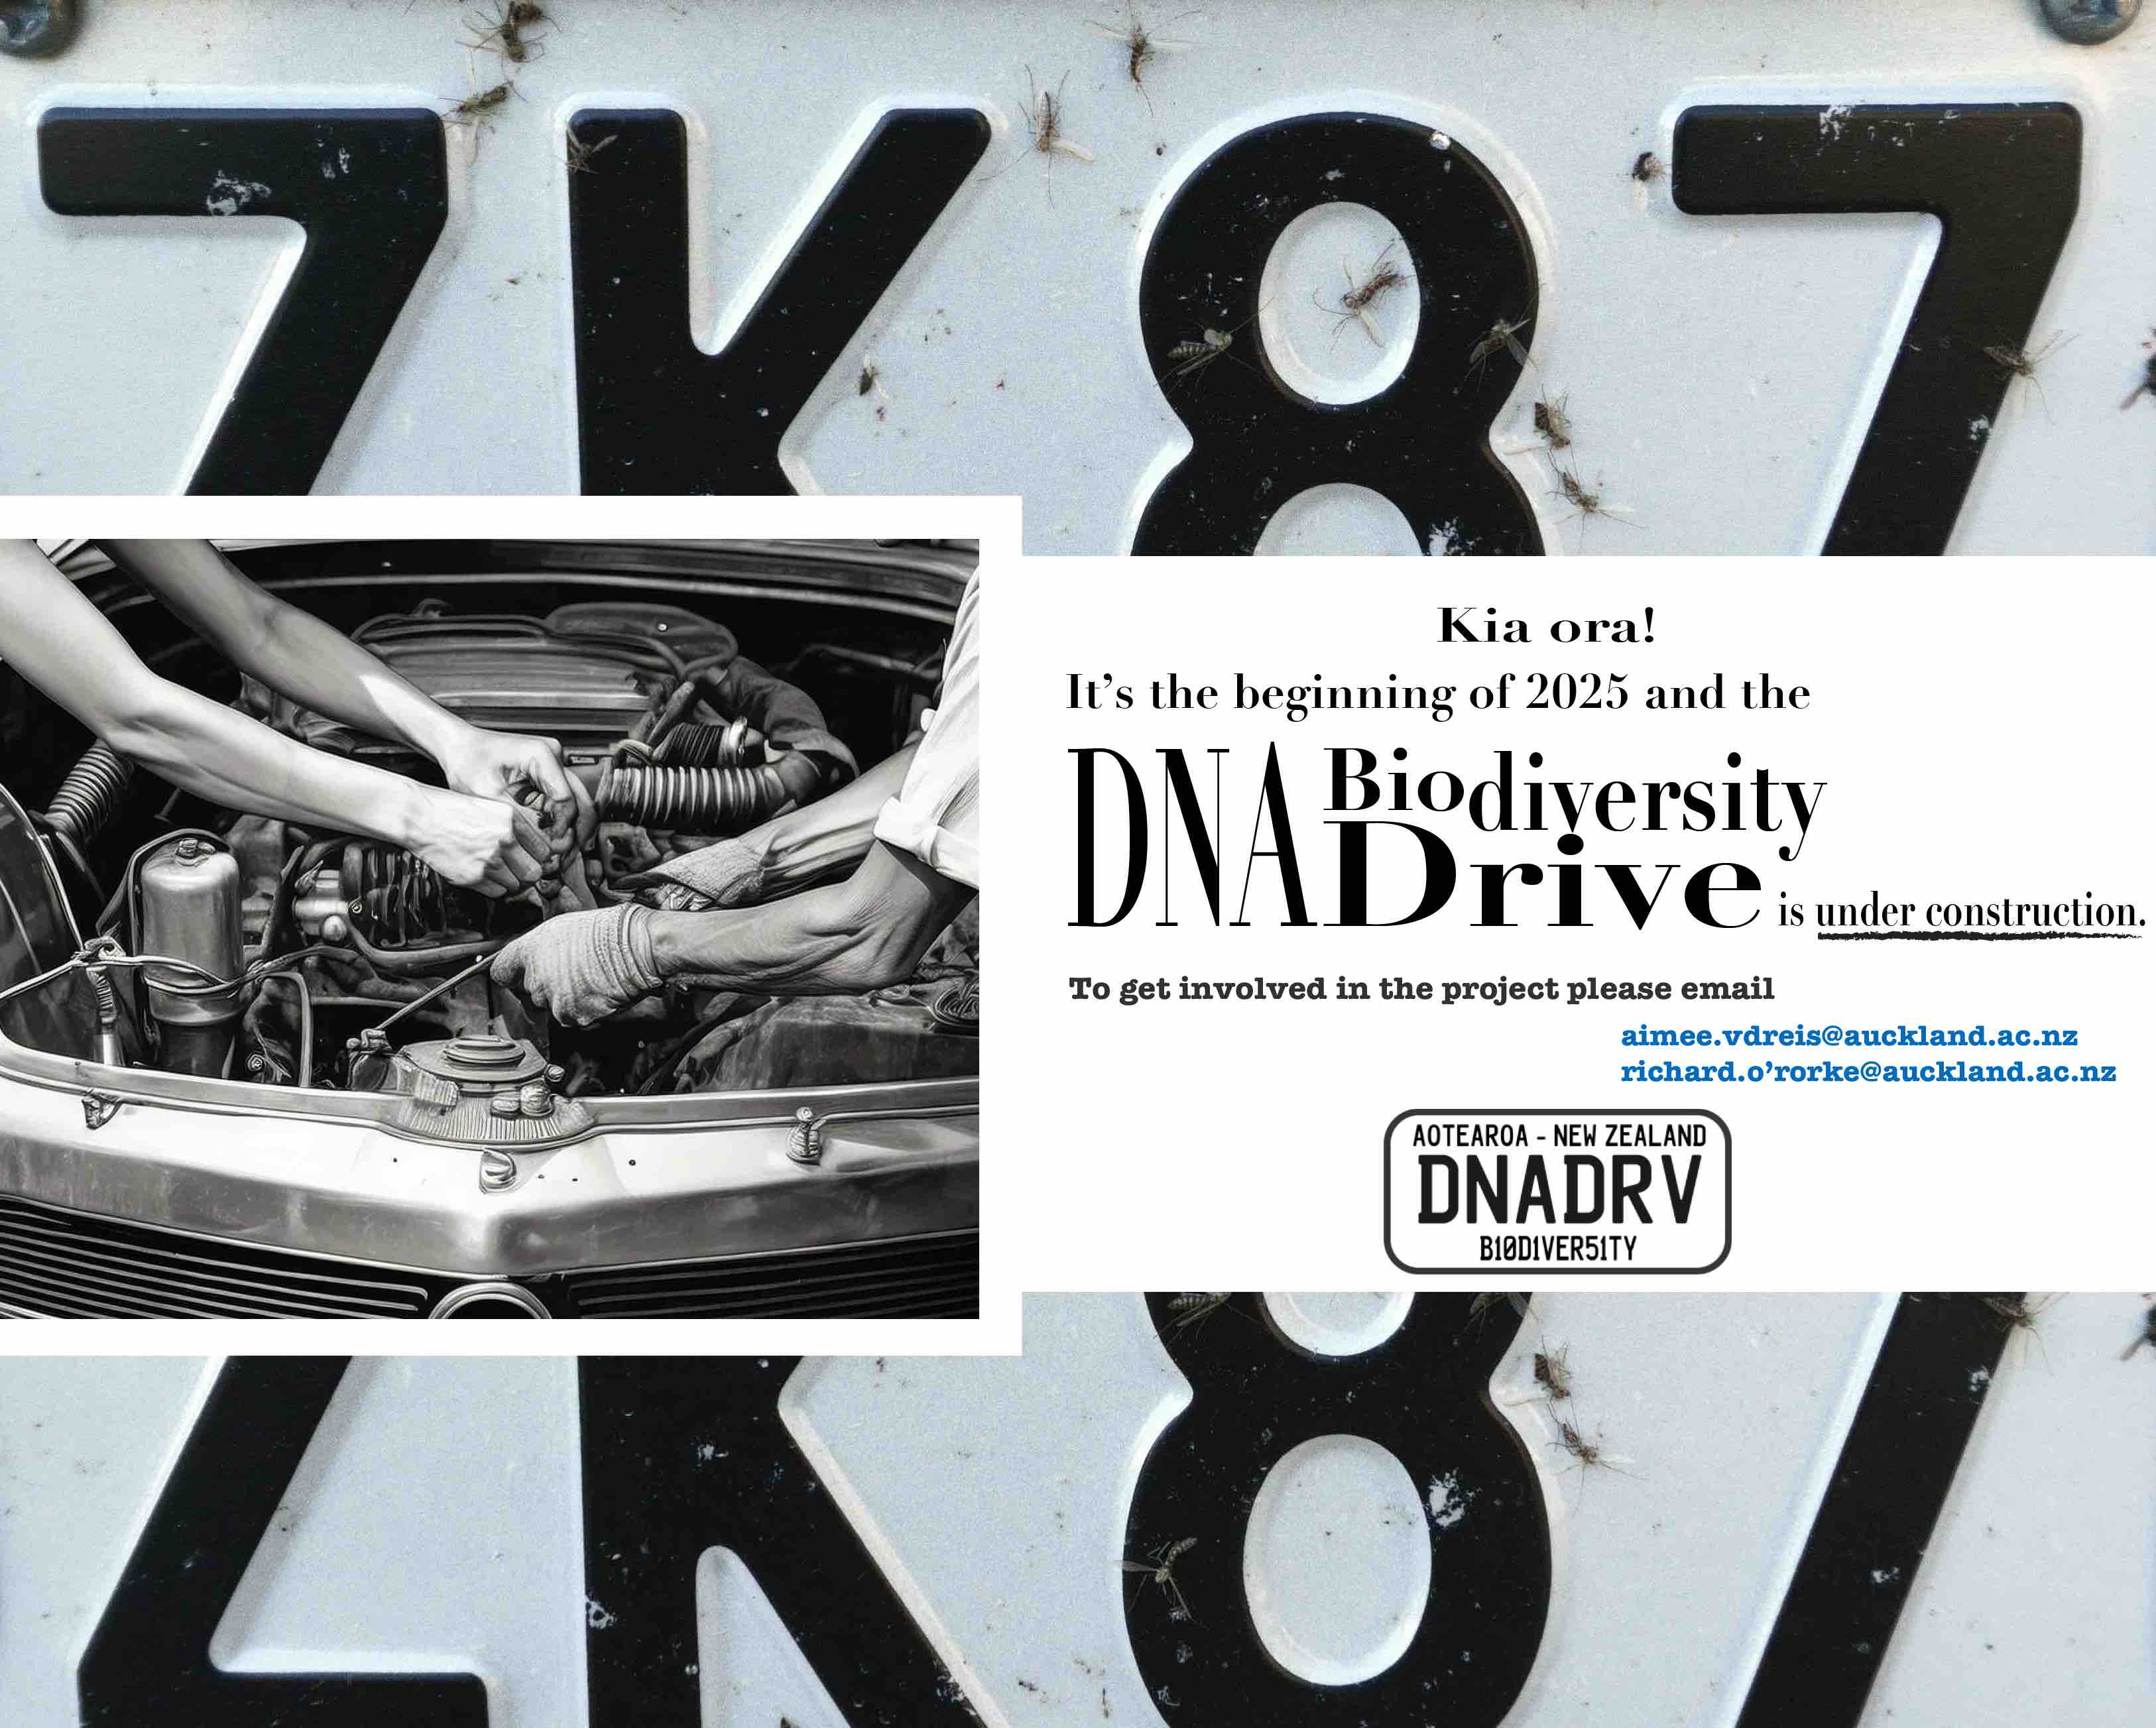 ZK87
Kia ora!
It’s the beginning of 2025 and the
DNA Biodiversity
Drive is under construction.
To get involved in the project please email
aimee.vdreis@auckland.ac.nz
richard.o’rorke@auckland.ac.nz
AOTEAROA - NEW ZEALAND
DNADRV
B10D1VER51TY
ZK87